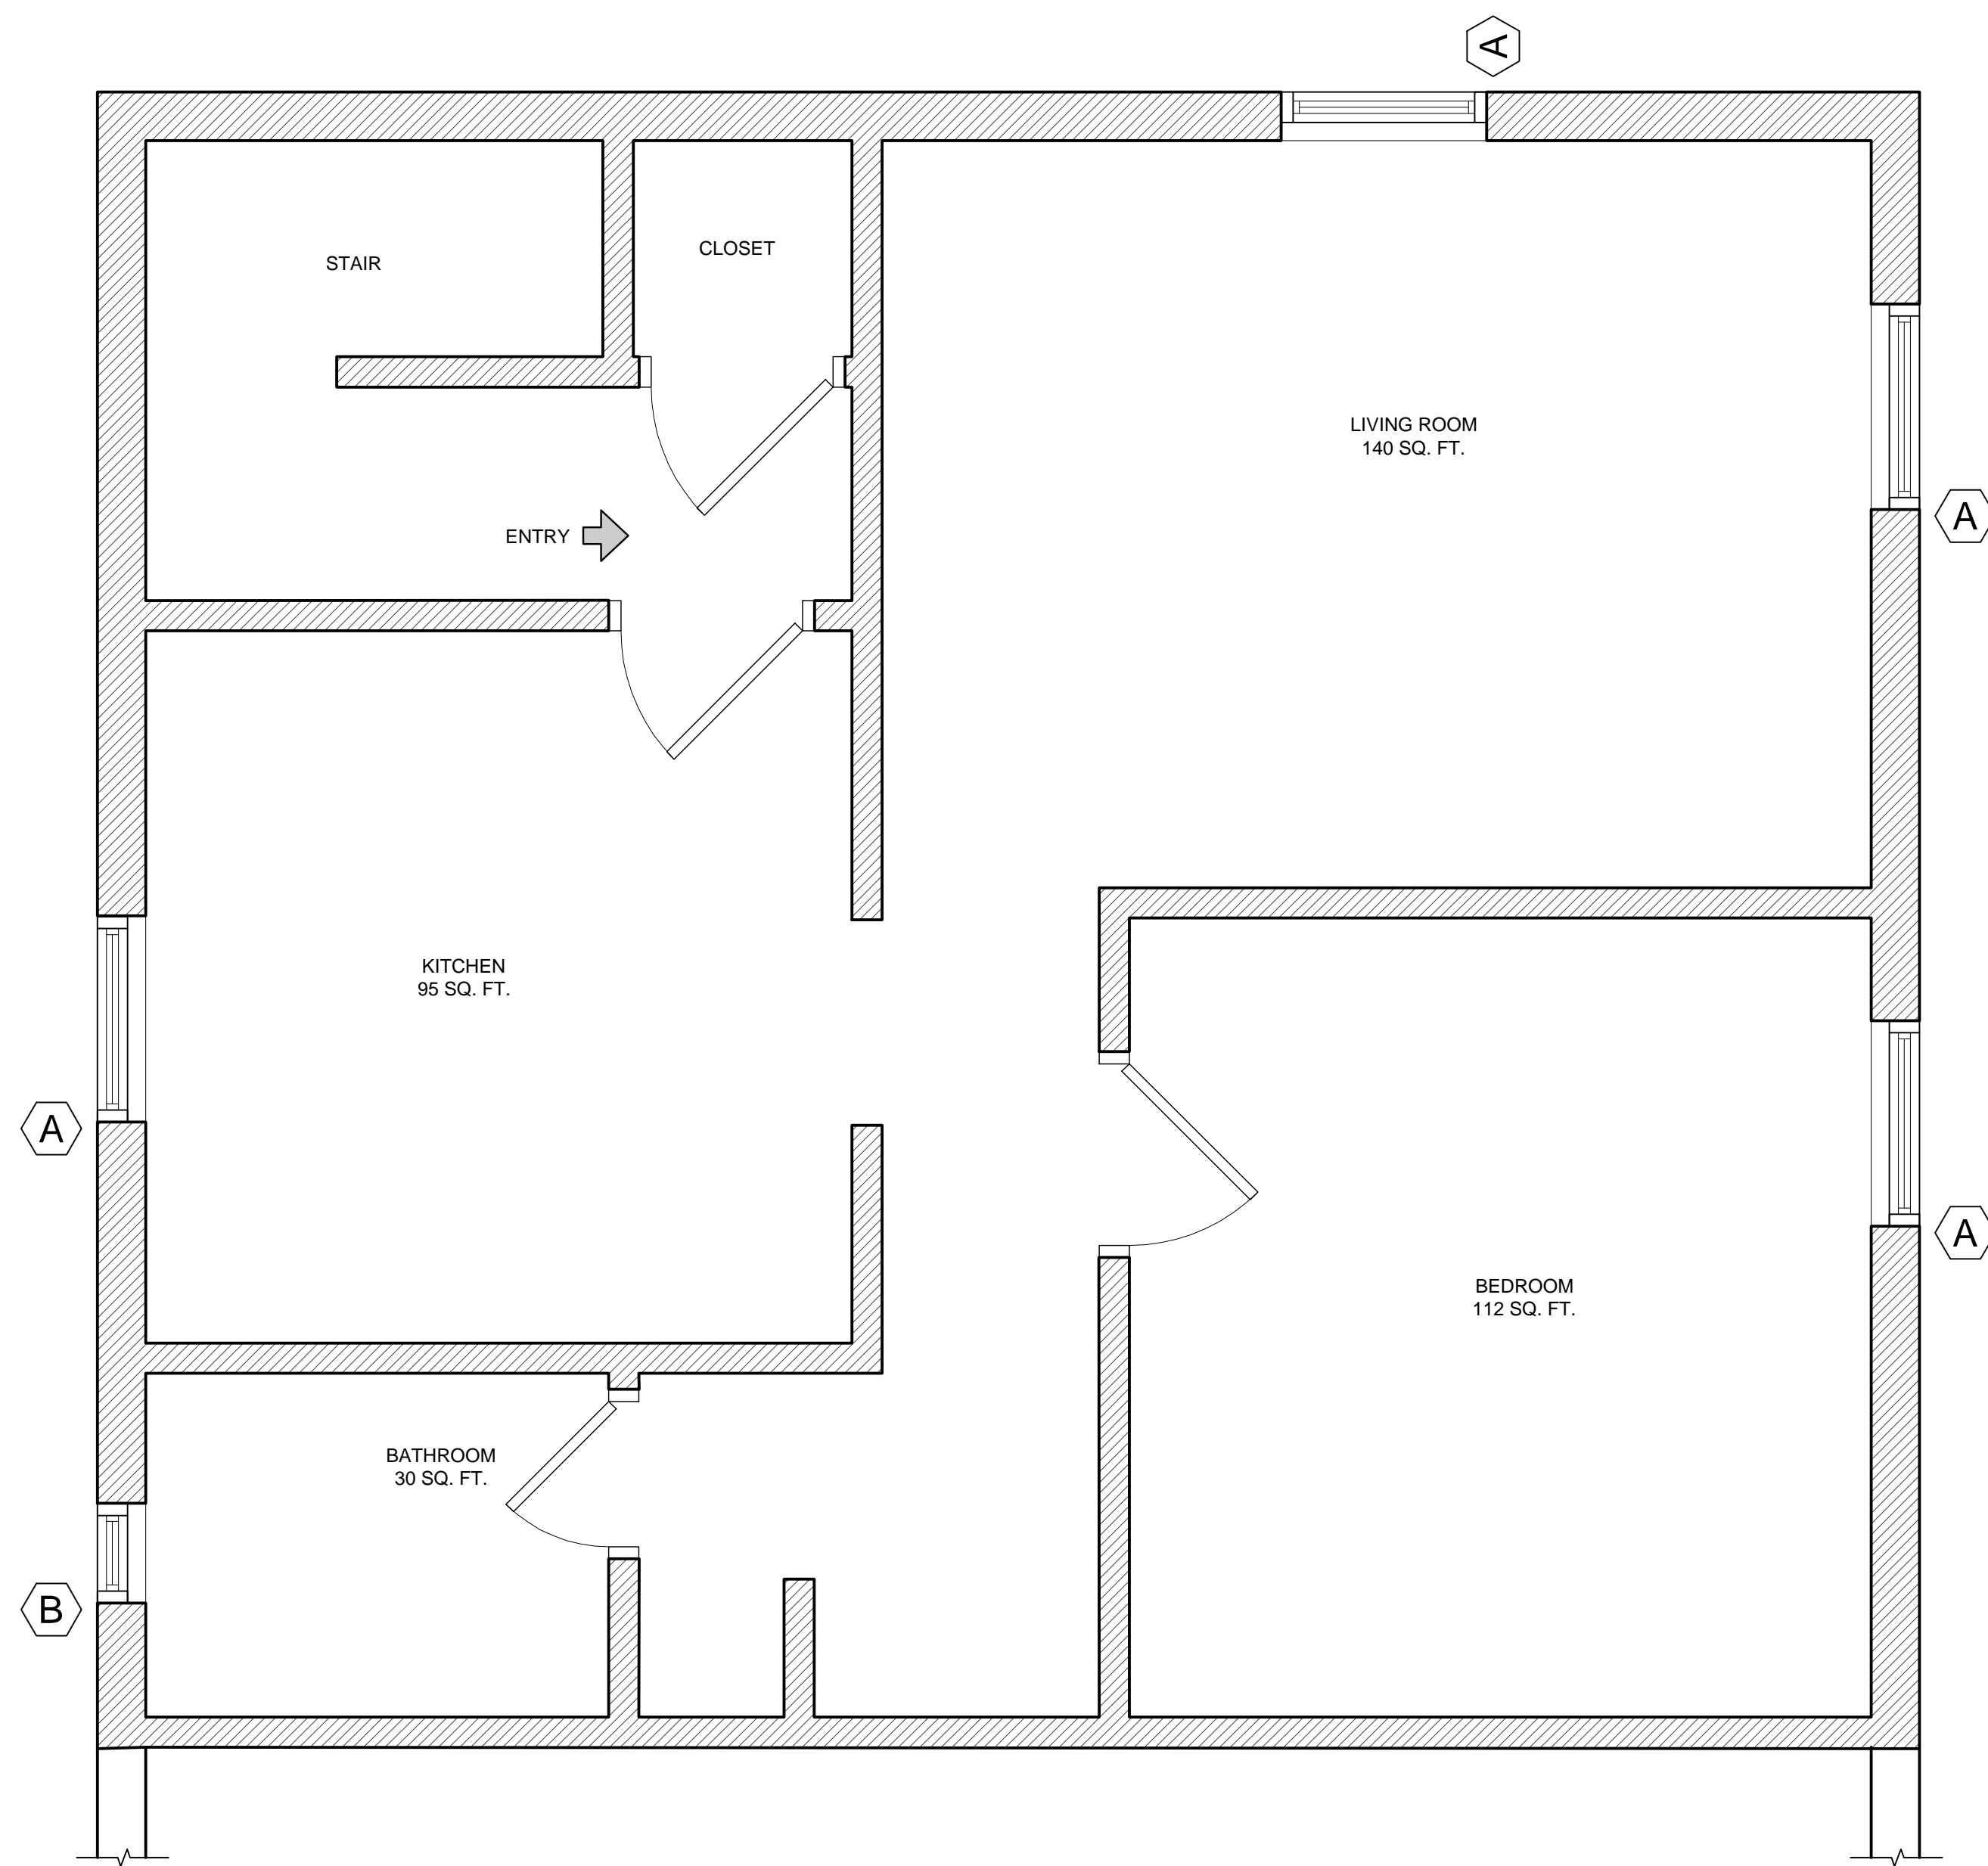 A
CLOSET
STAIR
LIVING ROOM
140 SQ. FT.
A
ENTRY
KITCHEN
95 SQ. FT.
A
A
BEDROOM
112 SQ. FT.
BATHROOM
30 SQ. FT.
B